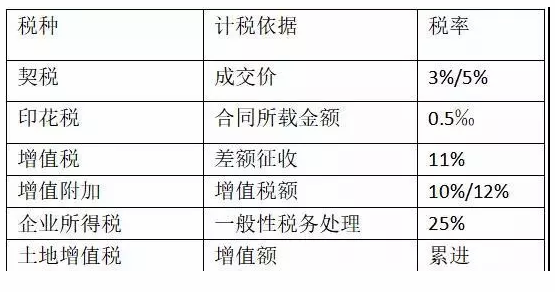 税种 计税依据 税率
契税 成交价 3%/5%
印花税 合同所载金额 0.5‰
增值税 差额征收 11%
增值附加 增值税额 10%/12%
企业所得税 一般性税务处理 25%
土地增值税 增值额 累进